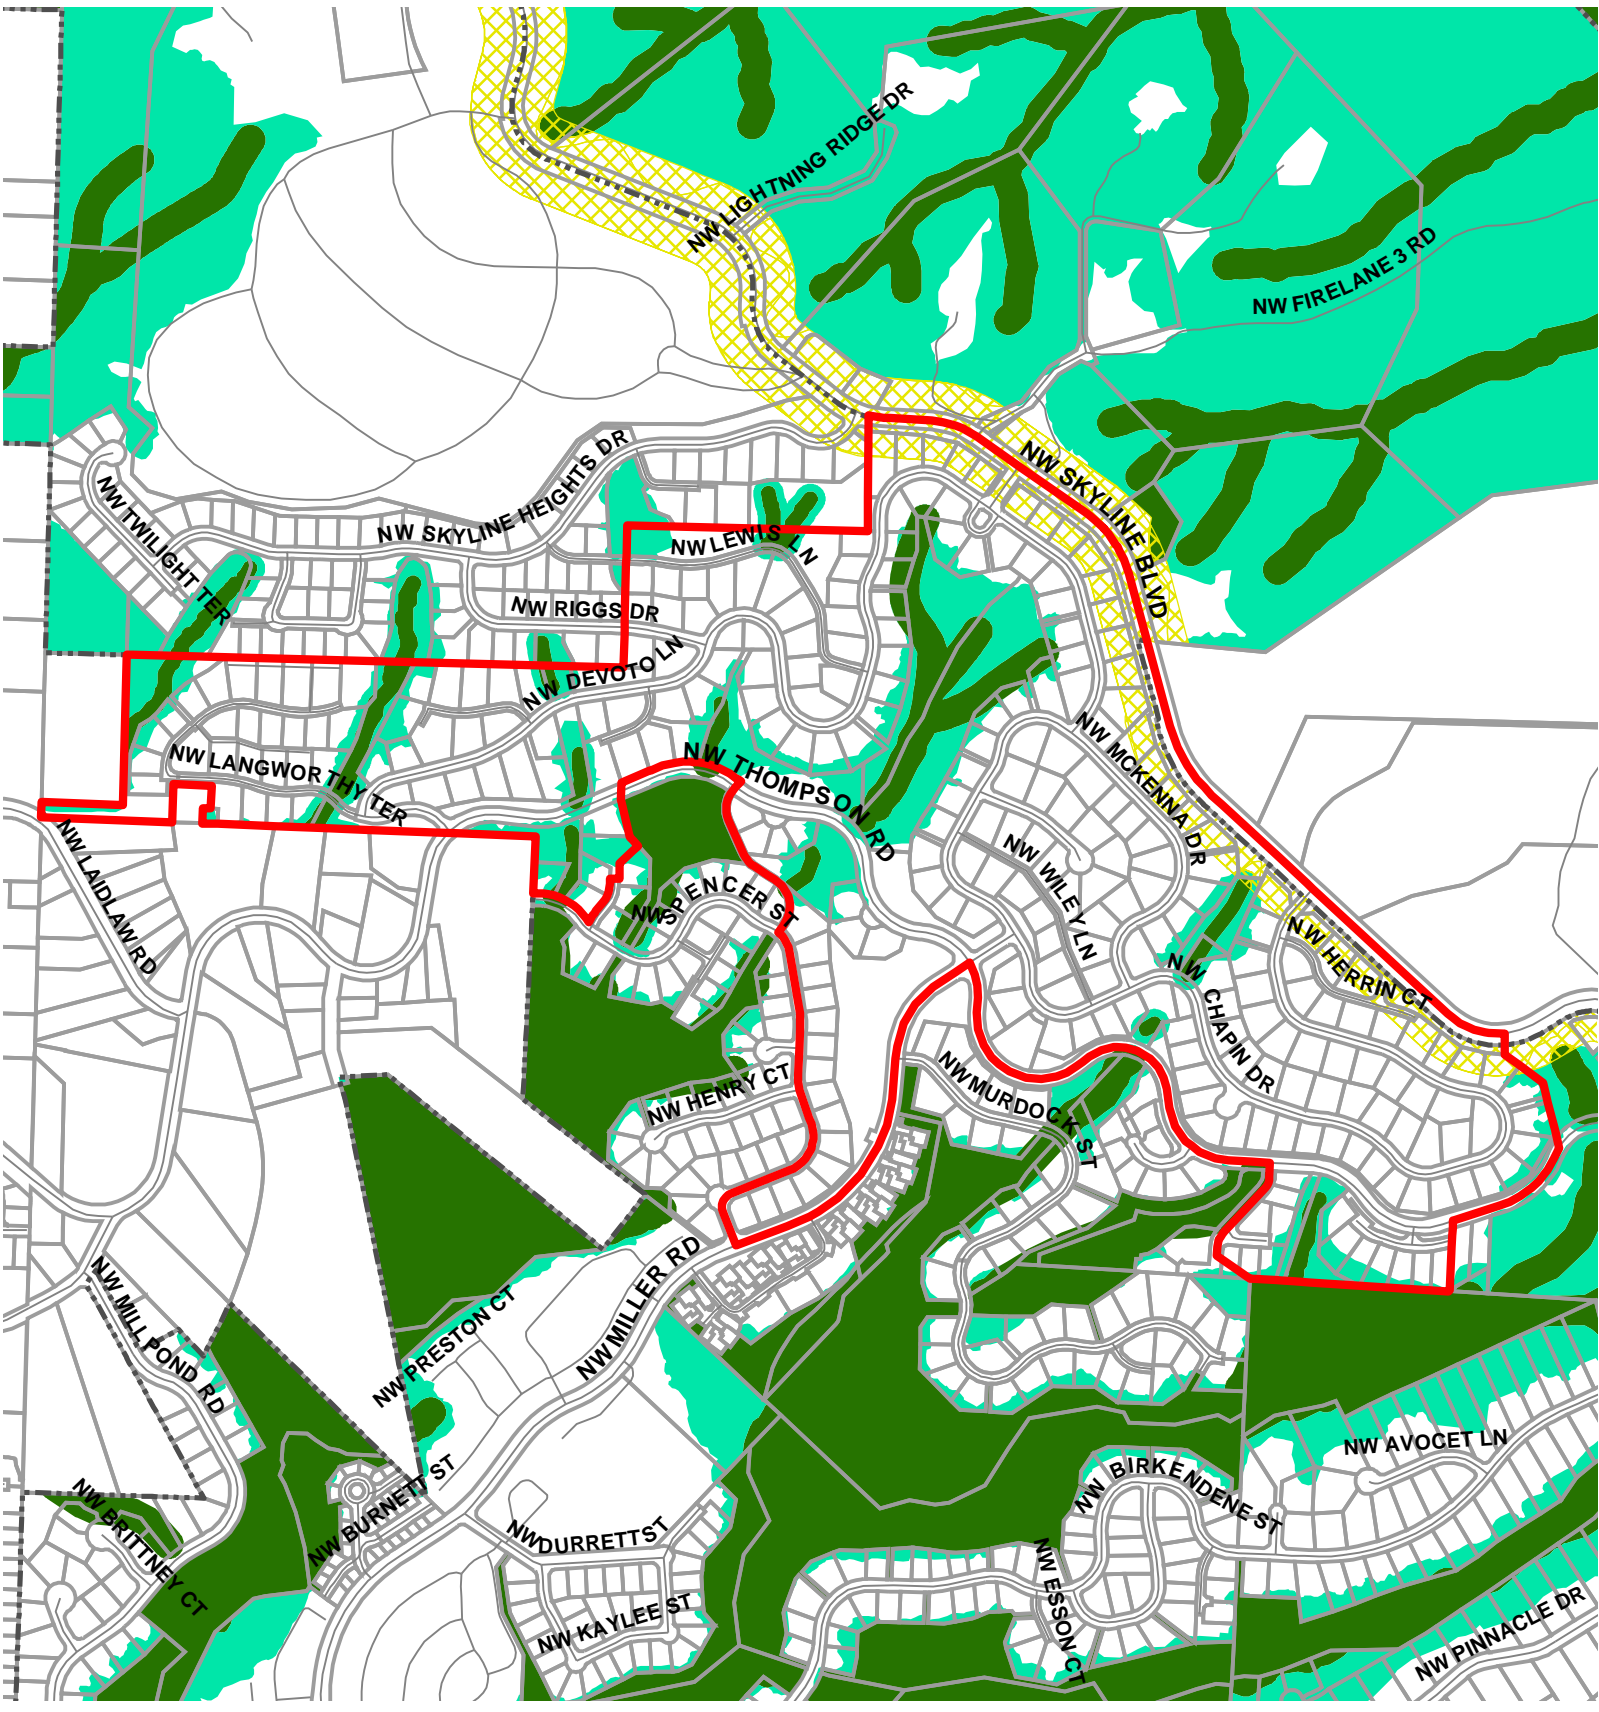 NW LIGHTNING RIDGE DR
NW FIRELANE 3 RD
NW SKYLINE HEIGHTS DR
NW SKYLINE BLVD
NW TWILIGHT TER
NW LEWIS LN
NW RIGGS DR
NW DEVOTO LN
NW LANGWORTHY TER
NW THOMPSON RD
NW MCKENNA DR
NW LAIDLAW RD
NW WILEY LN
NW SPENCER ST
NW HERRIN CT
NW CHAPIN DR
NW HENRY CT
NW MURDOCK ST
NW MILLER RD
NW MILL POND RD
NW PRESTON CT
NW AVOCET LN
NW BIRKENDENE ST
NW BURNETT ST
NW BRITTNEY CT
NW DURRETT ST
NW ESSON CT
NW KAYLEE ST
NW PINNACLE DR